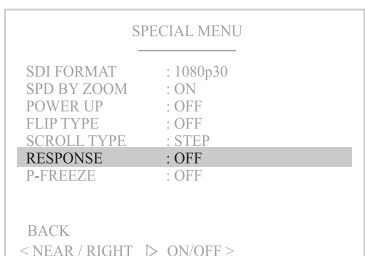 SPECIAL MENU
SDI FORMAT : 1080p30
SPD BY ZOOM : ON
POWER UP : OFF
FLIP TYPE : OFF
SCROLL TYPE : STEP
RESPONSE : OFF
P-FREEZE : OFF
BACK
< NEAR / RIGHT ▷ ON/OFF >